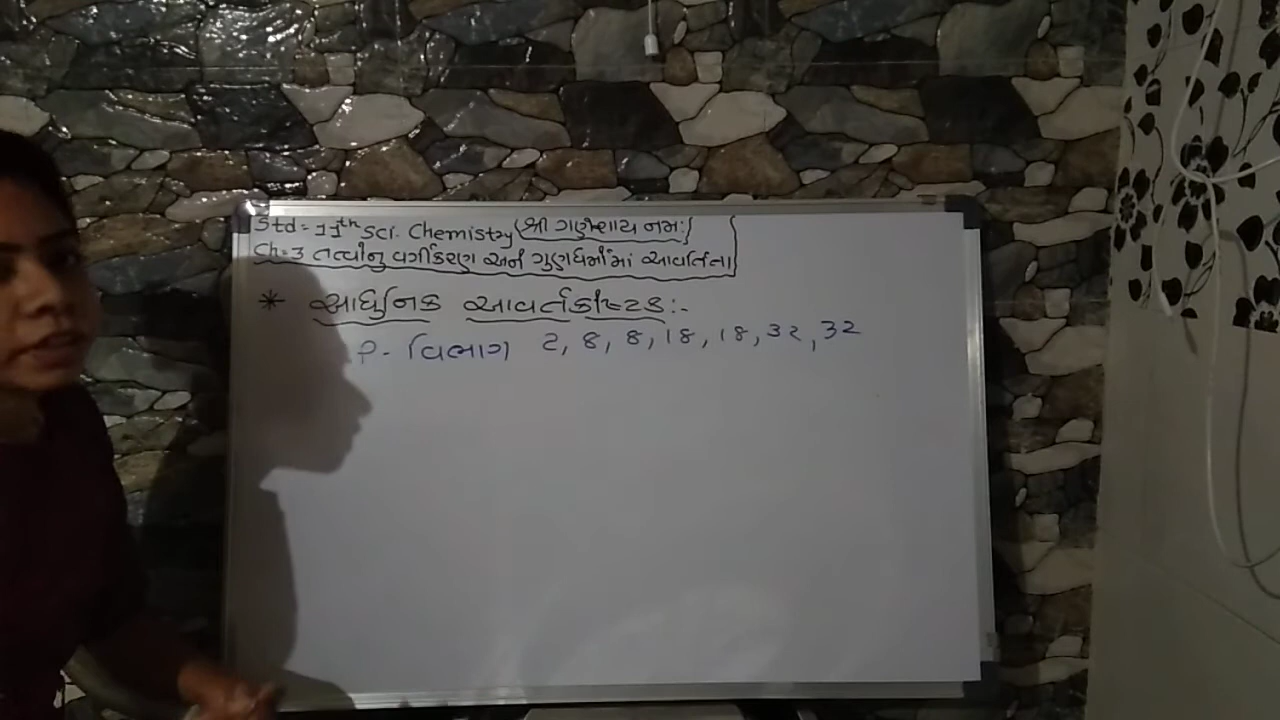 Std = 11th Sci. Chemistry (શ્રી ગણેશાય નમઃ)
Ch=3 તત્વોનું વર્ગીકરણ અને ગુણધર્મોમાં આવર્તિતા
* આધુનિક આવર્તકોષ્ટક :-
P - વિભાગ 2, 8, 8, 18, 18, 32, 32